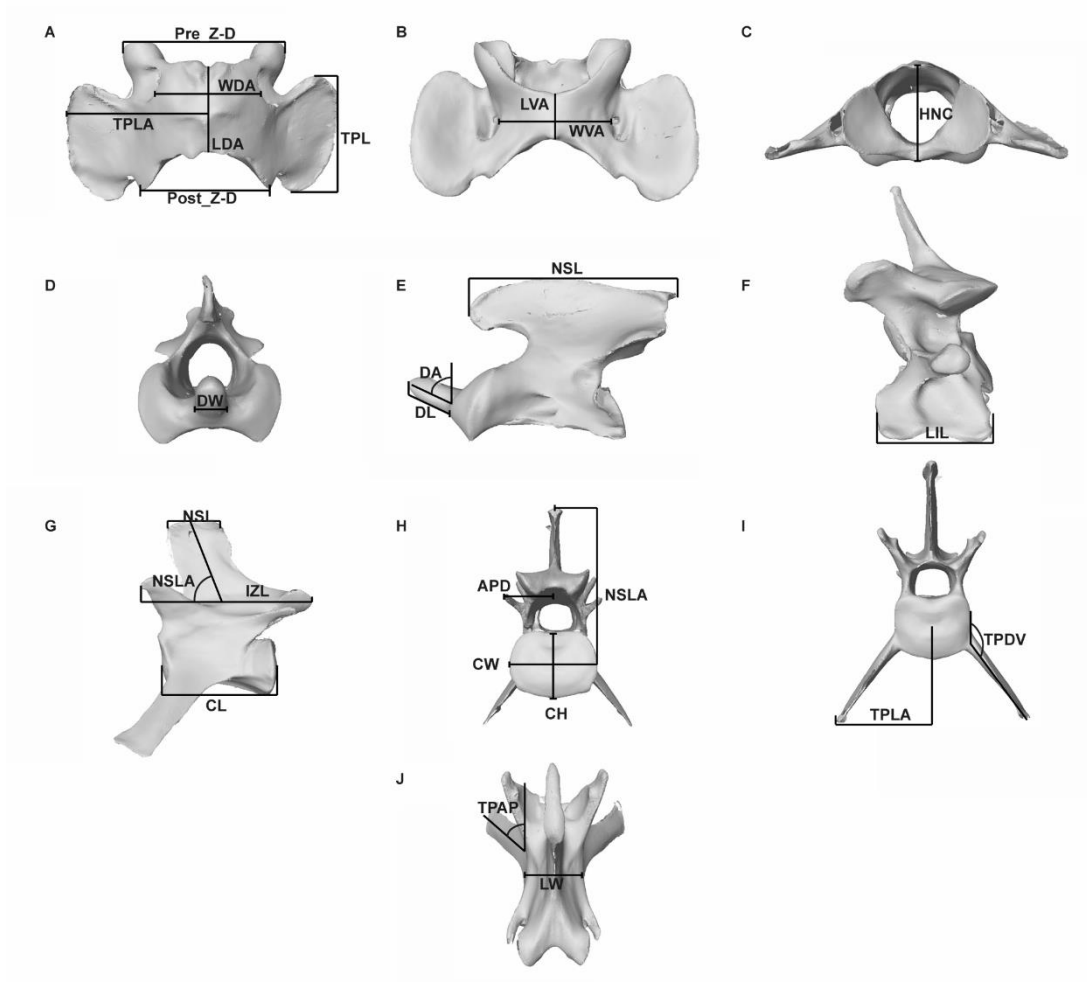 A
Pre_Z-D
WDA
TPLA
LDA
TPL
Post_Z-D
B
LVA
WVA
C
HNC
D
DW
E
NSL
DA
DL
F
LIL
G
NSL
NSLA
IZL
CL
H
APD
NSLA
CW
CH
I
TPDV
TPLA
J
TPAP
LW